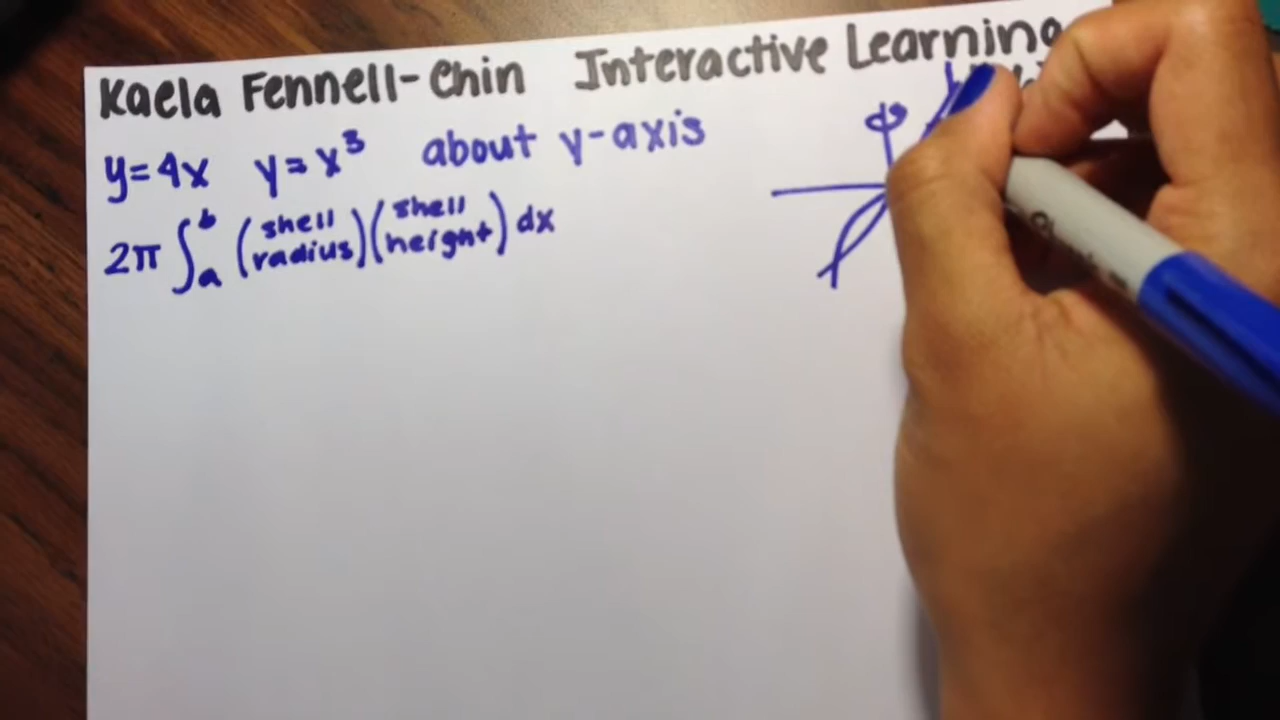 Kaela Fennell-Chin Interactive Learning
y=4x y=x³ about y-axis
2π ∫ₐᵇ (shell radius)(shell height) dx